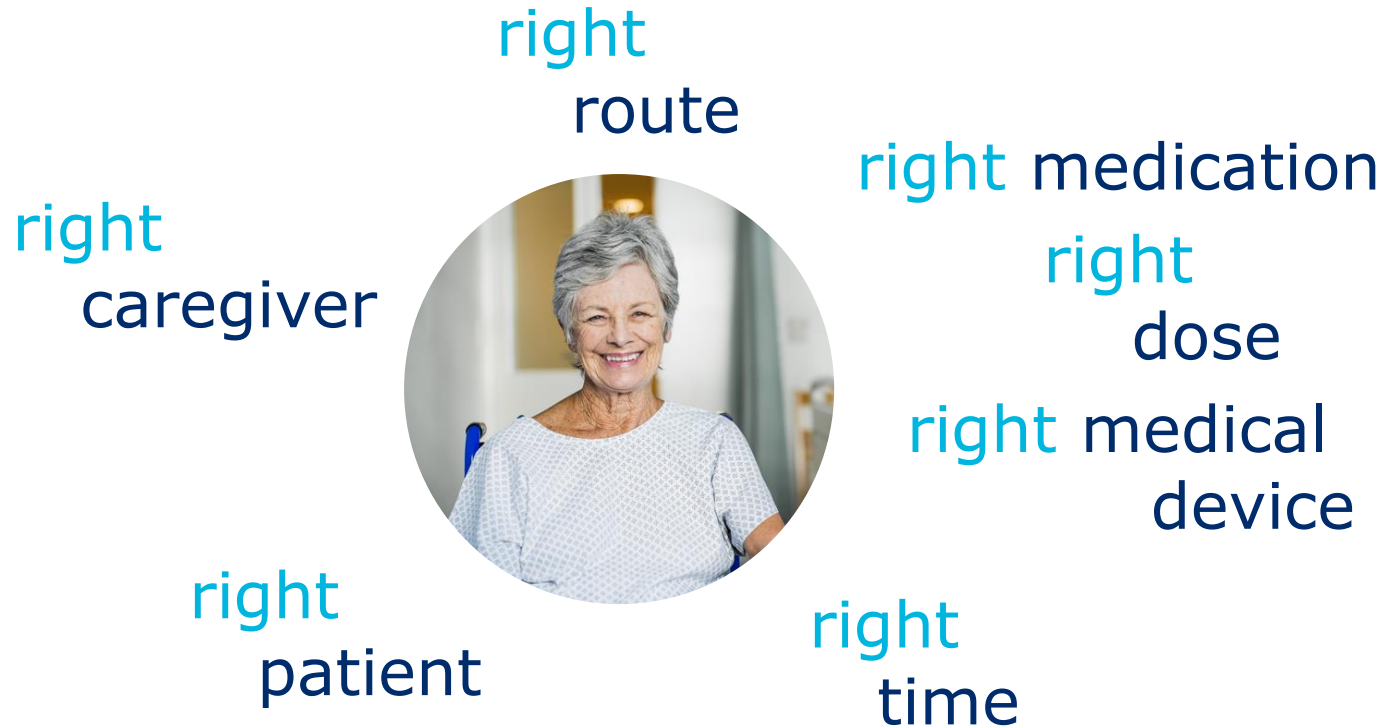 right
route
right medication
right
caregiver
right
dose
right medical
device
right
patient
right
time